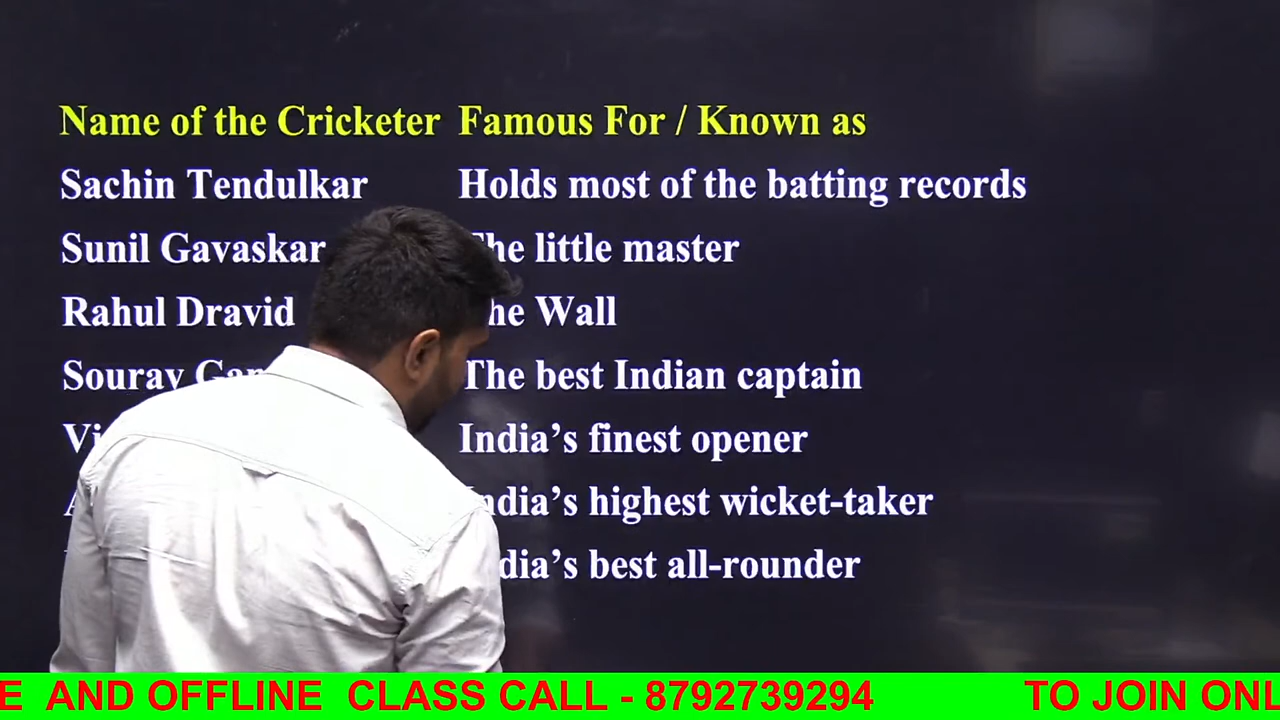 Name of the Cricketer Famous For / Known as
Sachin Tendulkar Holds most of the batting records
Sunil Gavaskar The little master
Rahul Dravid The Wall
Sourav The best Indian captain
India's finest opener
India's highest wicket-taker
India's best all-rounder
AND OFFLINE CLASS CALL - 8792739294 TO JOIN